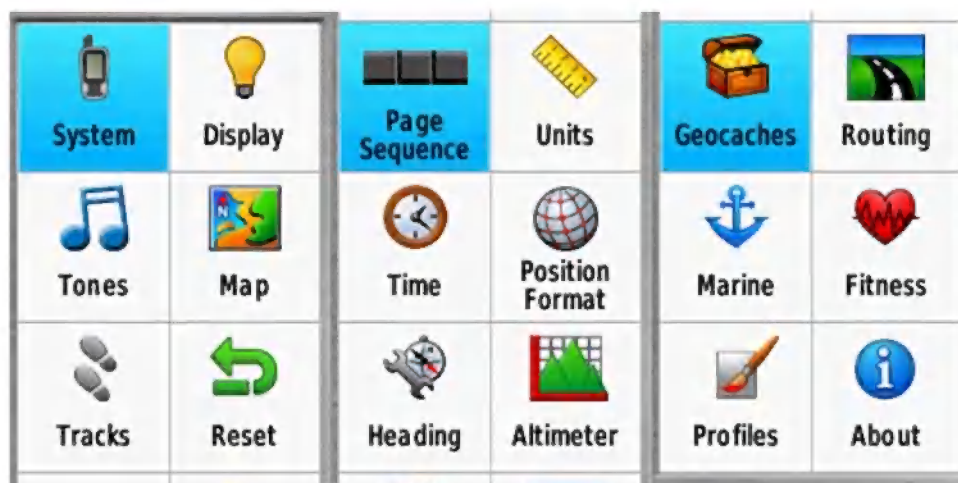 System
Display
Page
Sequence
Units
Geocaches
Routing
Tones
N
Map
Time
Position
Format
Marine
Fitness
Tracks
Reset
Heading
Altimeter
Profiles
About